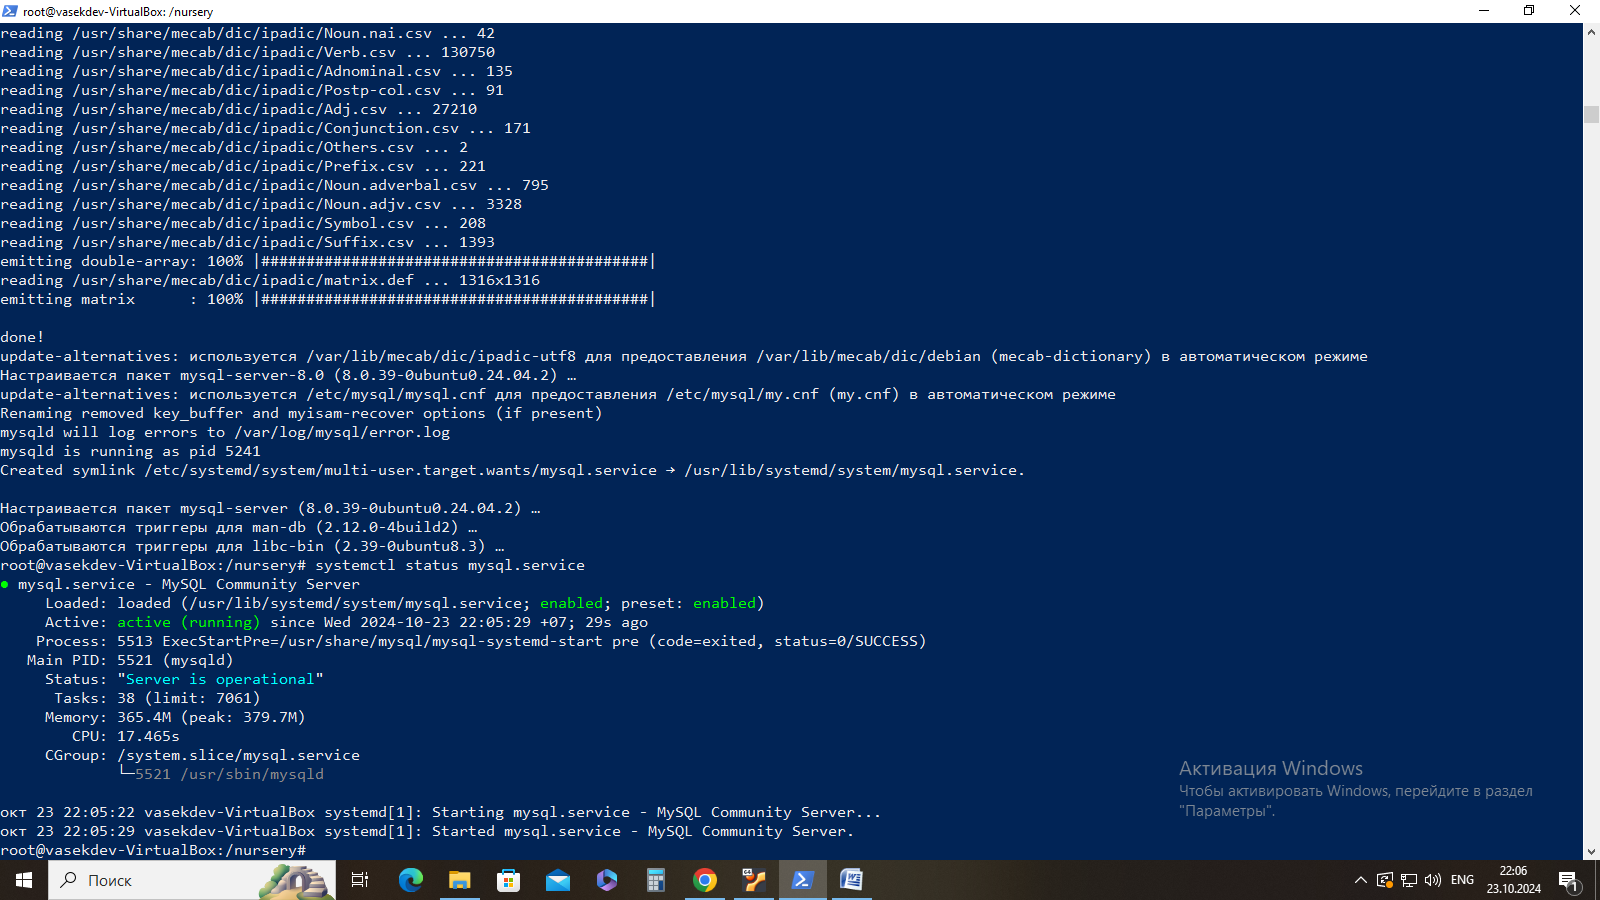 root@vasekdev-VirtualBox: /nursery
reading /usr/share/mecab/dic/ipadic/Noun.nai.csv ... 42
reading /usr/share/mecab/dic/ipadic/Verb.csv ... 130750
reading /usr/share/mecab/dic/ipadic/Adnominal.csv ... 135
reading /usr/share/mecab/dic/ipadic/Postp-col.csv ... 91
reading /usr/share/mecab/dic/ipadic/Adj.csv ... 27210
reading /usr/share/mecab/dic/ipadic/Conjunction.csv ... 171
reading /usr/share/mecab/dic/ipadic/Others.csv ... 2
reading /usr/share/mecab/dic/ipadic/Prefix.csv ... 221
reading /usr/share/mecab/dic/ipadic/Noun.adverbal.csv ... 795
reading /usr/share/mecab/dic/ipadic/Noun.adjv.csv ... 3328
reading /usr/share/mecab/dic/ipadic/Symbol.csv ... 208
reading /usr/share/mecab/dic/ipadic/Suffix.csv ... 1393
emitting double-array: 100% |###########################################|
reading /usr/share/mecab/dic/ipadic/matrix.def ... 1316x1316
emitting matrix      : 100% |###########################################|
done!
update-alternatives: используется /var/lib/mecab/dic/ipadic-utf8 для предоставления /var/lib/mecab/dic/debian (mecab-dictionary) в автоматическом режиме
Настраивается пакет mysql-server-8.0 (8.0.39-0ubuntu0.24.04.2) …
update-alternatives: используется /etc/mysql/mysql.cnf для предоставления /etc/mysql/my.cnf (my.cnf) в автоматическом режиме
Renaming removed key_buffer and myisam-recover options (if present)
mysqld will log errors to /var/log/mysql/error.log
mysqld is running as pid 5241
Created symlink /etc/systemd/system/multi-user.target.wants/mysql.service → /usr/lib/systemd/system/mysql.service.
Настраивается пакет mysql-server (8.0.39-0ubuntu0.24.04.2) …
Обрабатываются триггеры для man-db (2.12.0-4build2) …
Обрабатываются триггеры для libc-bin (2.39-0ubuntu8.3) …
root@vasekdev-VirtualBox:/nursery# systemctl status mysql.service
● mysql.service - MySQL Community Server
Loaded: loaded (/usr/lib/systemd/system/mysql.service; enabled; preset: enabled)
Active: active (running) since Wed 2024-10-23 22:05:29 +07; 29s ago
Process: 5513 ExecStartPre=/usr/share/mysql/mysql-systemd-start pre (code=exited, status=0/SUCCESS)
Main PID: 5521 (mysqld)
Status: "Server is operational"
Tasks: 38 (limit: 7061)
Memory: 365.4M (peak: 379.7M)
CPU: 17.465s
CGroup: /system.slice/mysql.service
└─5521 /usr/sbin/mysqld
окт 23 22:05:22 vasekdev-VirtualBox systemd[1]: Starting mysql.service - MySQL Community Server...
окт 23 22:05:29 vasekdev-VirtualBox systemd[1]: Started mysql.service - MySQL Community Server.
root@vasekdev-VirtualBox:/nursery#
Активация Windows
Чтобы активировать Windows, перейдите в раздел
"Параметры".
Поиск
ENG
22:06
23.10.2024
1